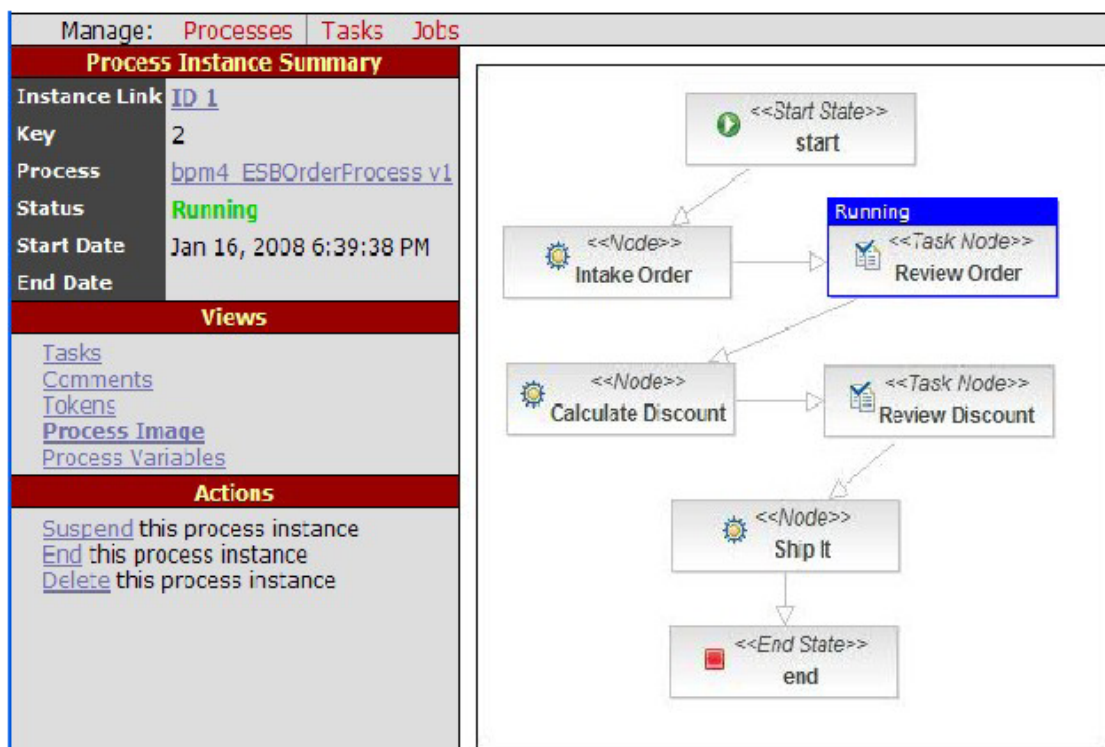 Manage: Processes Tasks Jobs
Process Instance Summary
Instance Link ID 1
Key 2
Process bpm4_ESBOrderProcess v1
Status Running
Start Date Jan 16, 2008 6:39:38 PM
End Date
Views
Tasks
Comments
Tokens
Process Image
Process Variables
Actions
Suspend this process instance
End this process instance
Delete this process instance
<<Start State>>
start
<<Node>>
Intake Order
Running
<<Task Node>>
Review Order
<<Node>>
Calculate Discount
<<Task Node>>
Review Discount
<<Node>>
Ship It
<<End State>>
end